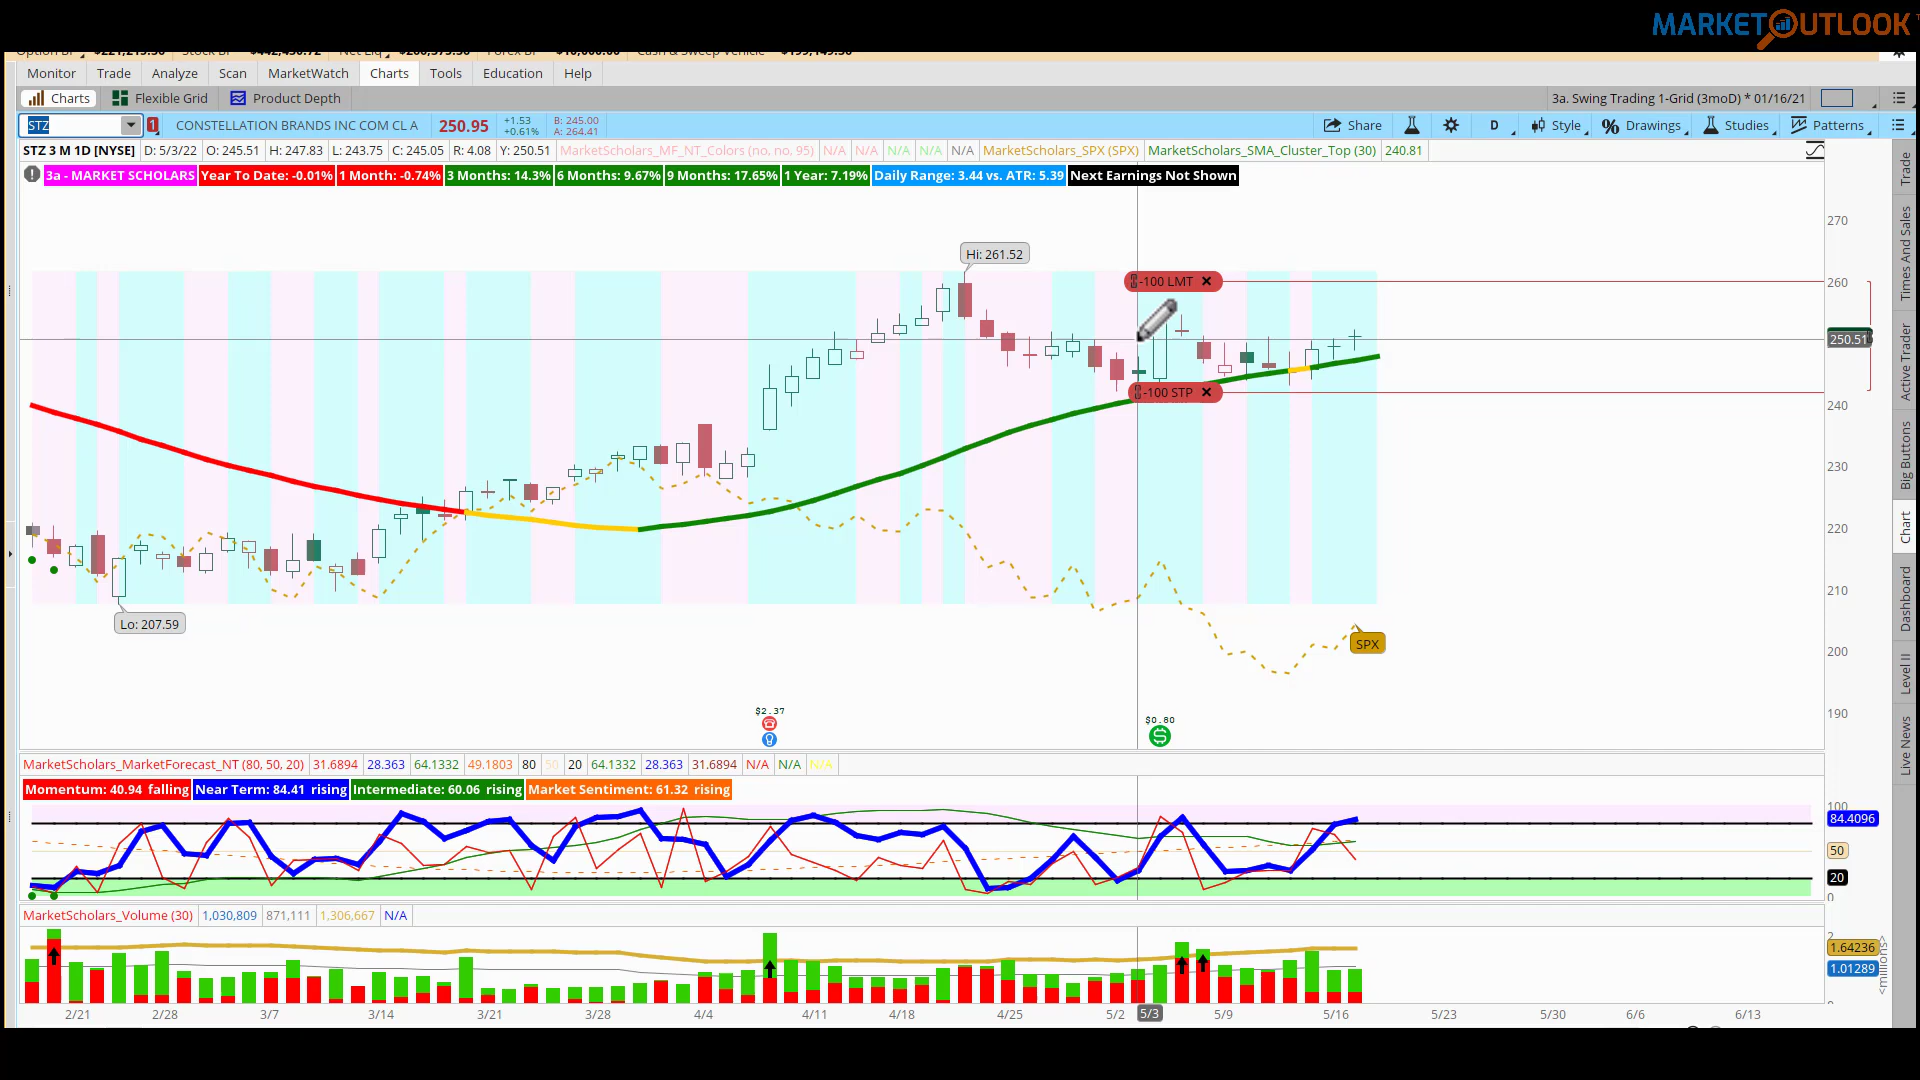 MARKETOUTLOOK
Monitor Trade Analyze Scan MarketWatch Charts Tools Education Help
Charts Flexible Grid Product Depth 3a. Swing Trading 1-Grid (3moD) * 01/16/21
STZ 1 CONSTELLATION BRANDS INC COM CL A 250.95 +1.53 +0.61% B: 245.00 A: 264.41 Share D Style Drawings Studies Patterns
STZ 3 M 1D [NYSE] D: 5/3/22 O: 245.51 H: 247.83 L: 243.75 C: 245.05 R: 4.08 Y: 250.51 MarketScholars_MF_NT_Colors (no, no, 95) N/A N/A N/A N/A N/A MarketScholars_SPX (SPX) MarketScholars_SMA_Cluster_Top (30) 240.81
3a - MARKET SCHOLARS Year To Date: -0.01% 1 Month: -0.74% 3 Months: 14.3% 6 Months: 9.67% 9 Months: 17.65% 1 Year: 7.19% Daily Range: 3.44 vs. ATR: 5.39 Next Earnings Not Shown
270
Hi: 261.52
-100 LMT
260
250.51
-100 STP
240
230
220
210
Lo: 207.59
SPX
200
190
$2.37
$0.80
MarketScholars_MarketForecast_NT (80, 50, 20) 31.6894 28.363 64.1332 49.1803 80 50 20 64.1332 28.363 31.6894 N/A N/A N/A
Momentum: 40.94 falling Near Term: 84.41 rising Intermediate: 60.06 rising Market Sentiment: 61.32 rising
100
84.4096
50
20
0
MarketScholars_Volume (30) 1,030,809 871,111 1,306,667 N/A
2
1.64236
1.01289
<millions>
2/21 2/28 3/7 3/14 3/21 3/28 4/4 4/11 4/18 4/25 5/2 5/3 5/9 5/16 5/23 5/30 6/6 6/13
Trade
Times And Sales
Active Trader
Big Buttons
Chart
Dashboard
Level II
Live News